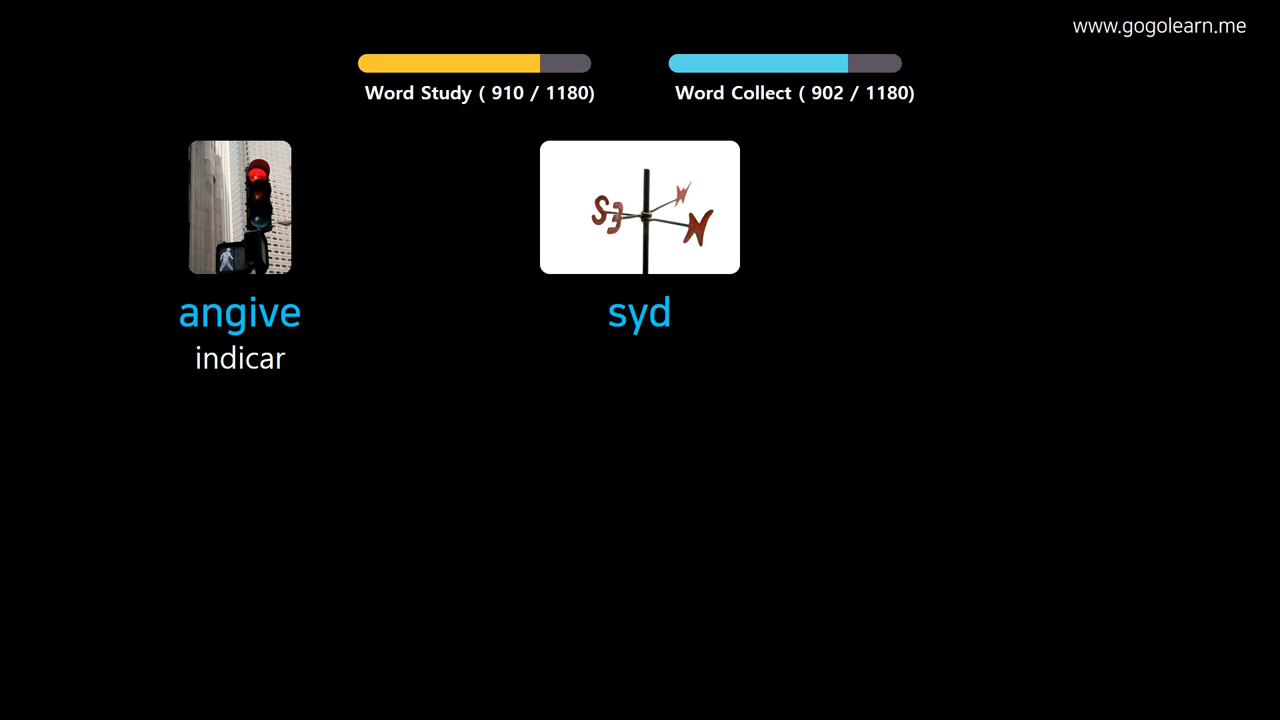 www.gogolearn.me
Word Study ( 910 / 1180)
Word Collect ( 902 / 1180)
S
N
angive
syd
indicar